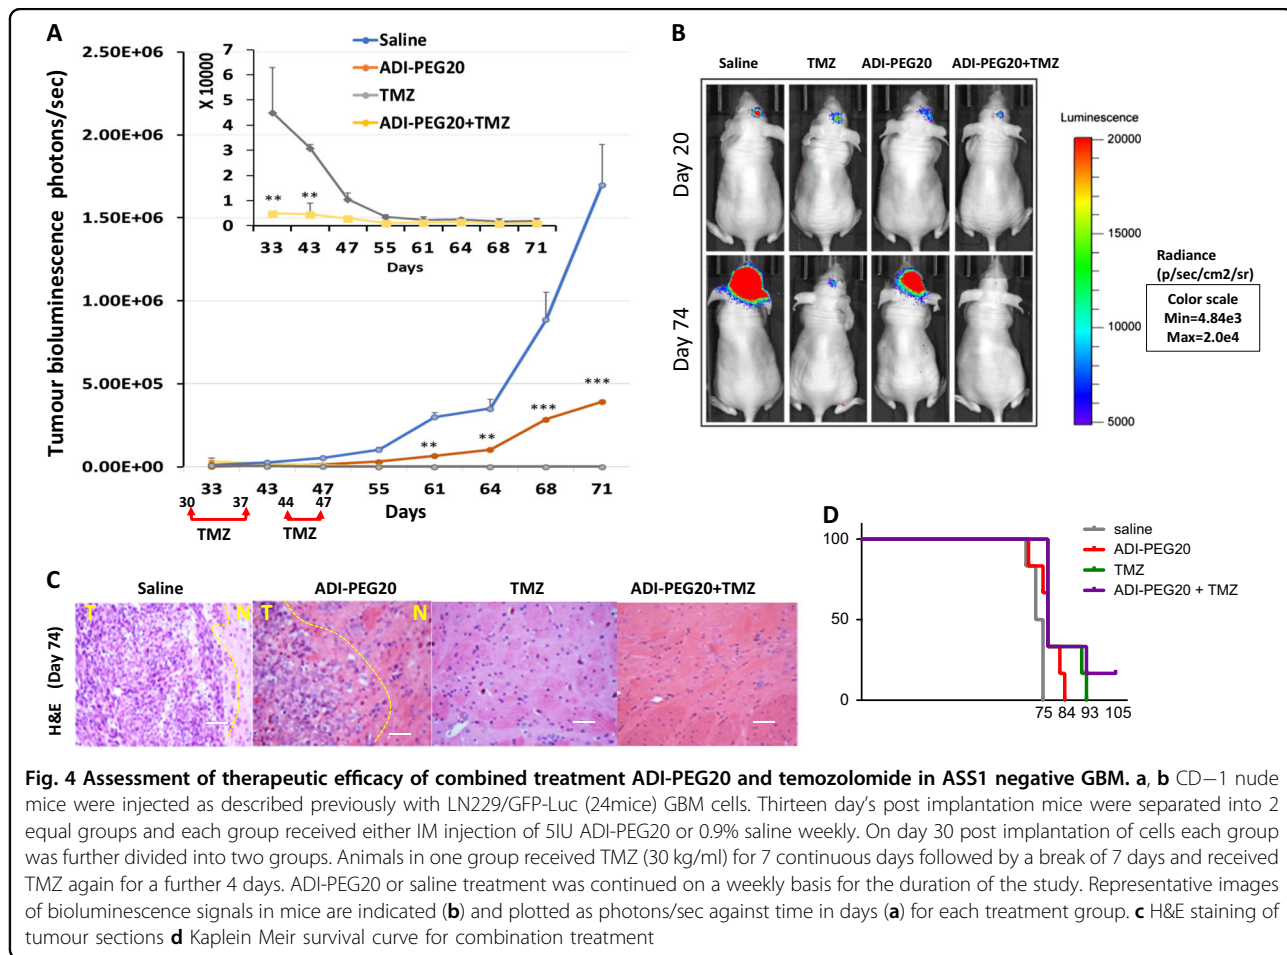 A
2.50E+06
2.00E+06
1.50E+06
1.00E+06
5.00E+05
0.00E+00
Tumour bioluminescence photons/sec)
X 10000
7
6
5
4
3
2
1
0
Saline
ADI-PEG20
TMZ
ADI-PEG20+TMZ
** **
33 43 47 55 61 64 68 71
Days
** ** *** ***
33 43 47 55 61 64 68 71
Days
30 37 44 47
TMZ TMZ
B
Saline TMZ ADI-PEG20 ADI-PEG20+TMZ
Day 20
Day 74
Luminescence
20000
15000
10000
5000
Radiance
(p/sec/cm2/sr)
Color scale
Min=4.84e3
Max=2.0e4
C
Saline ADI-PEG20 TMZ ADI-PEG20+TMZ
H&E (Day 74)
T N T N
D
saline
ADI-PEG20
TMZ
ADI-PEG20 + TMZ
100
50
0
75 84 93 105
Fig. 4 Assessment of therapeutic efficacy of combined treatment ADI-PEG20 and temozolomide in ASS1 negative GBM. a, b CD−1 nude
mice were injected as described previously with LN229/GFP-Luc (24mice) GBM cells. Thirteen day's post implantation mice were separated into 2
equal groups and each group received either IM injection of 5IU ADI-PEG20 or 0.9% saline weekly. On day 30 post implantation of cells each group
was further divided into two groups. Animals in one group received TMZ (30 kg/ml) for 7 continuous days followed by a break of 7 days and received
TMZ again for a further 4 days. ADI-PEG20 or saline treatment was continued on a weekly basis for the duration of the study. Representative images
of bioluminescence signals in mice are indicated (b) and plotted as photons/sec against time in days (a) for each treatment group. c H&E staining of
tumour sections d Kaplein Meir survival curve for combination treatment